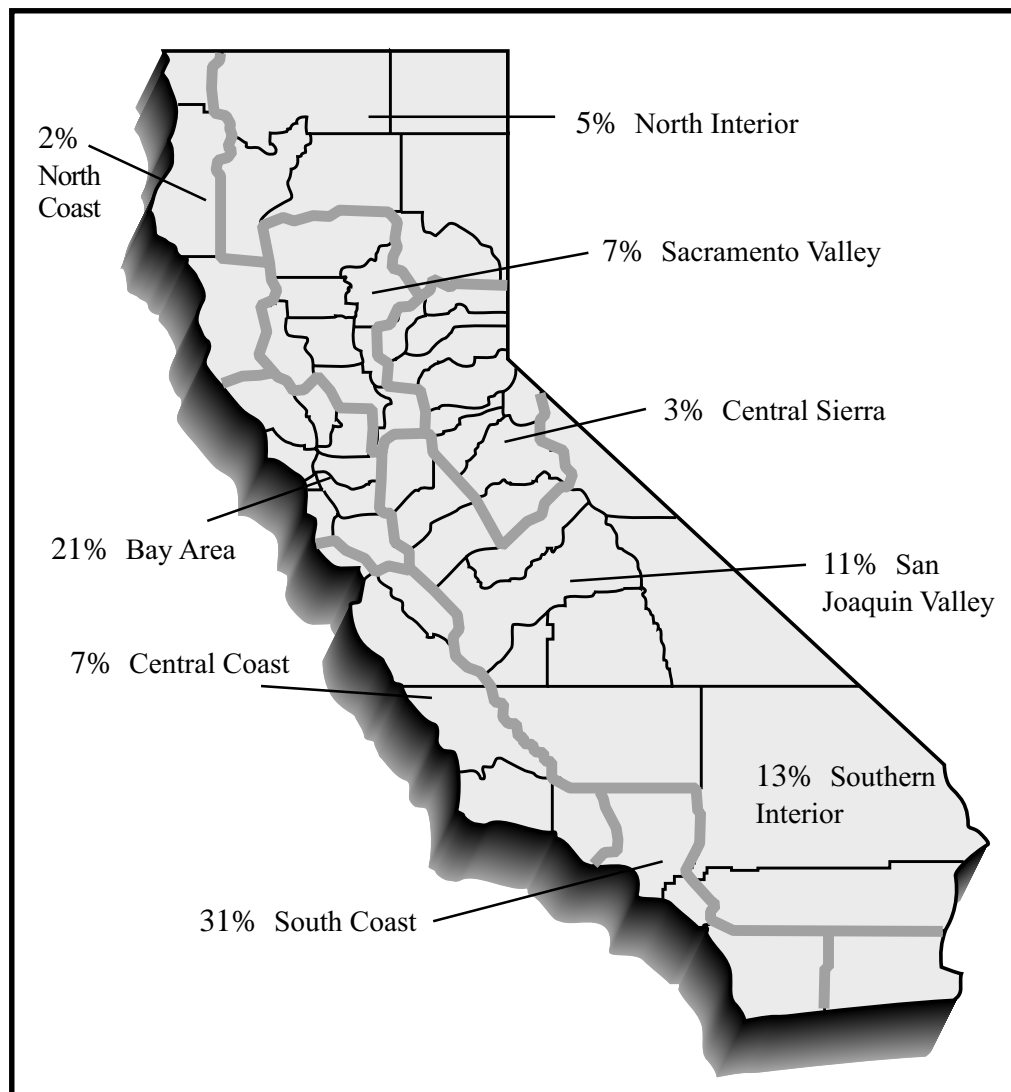 5% North Interior
2%
North
Coast
7% Sacramento Valley
3% Central Sierra
21% Bay Area
11% San
Joaquin Valley
7% Central Coast
13% Southern
Interior
31% South Coast